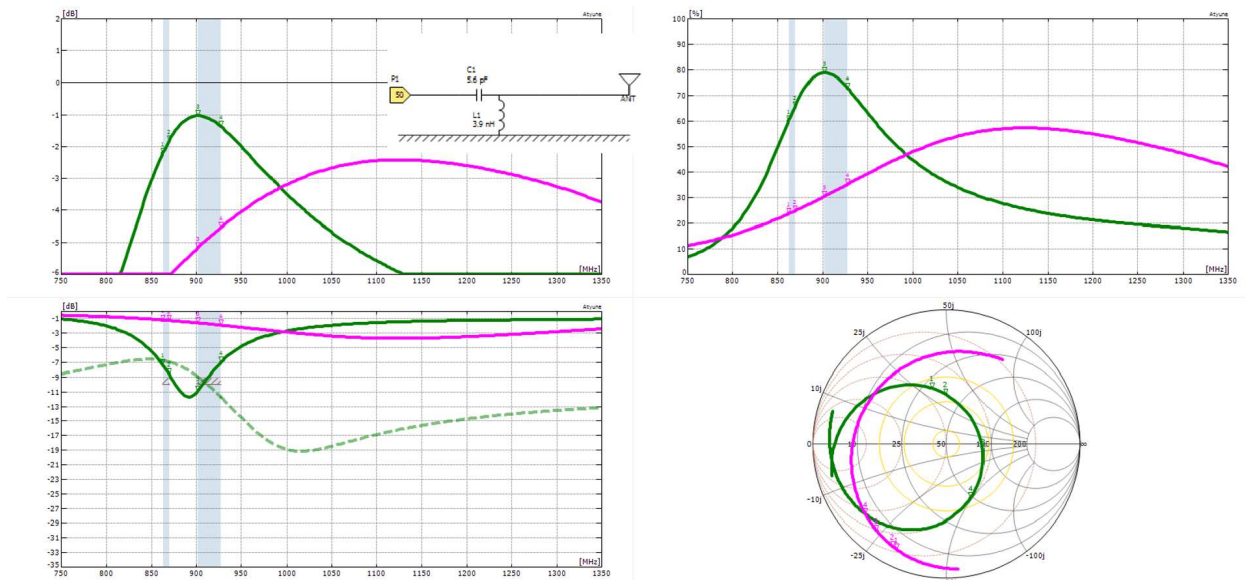 [dB]
Atyune
2
1
0
-1
-2
-3
-4
-5
-6
P1
50
C1
5.6 pF
L1
3.9 nH
ANT
[MHz]
750 800 850 900 950 1000 1050 1100 1150 1200 1250 1300 1350
[%]
Atyune
100
90
80
70
60
50
40
30
20
10
0
[MHz]
750 800 850 900 950 1000 1050 1100 1150 1200 1250 1300 1350
[dB]
Atyune
-1
-3
-5
-7
-9
-11
-13
-15
-17
-19
-21
-23
-25
-27
-29
-31
-33
-35
[MHz]
750 800 850 900 950 1000 1050 1100 1150 1200 1250 1300 1350
50j
25j 100j
10j
0 10 25 50 100 200 ∞
-10j
-25j -100j
-50j